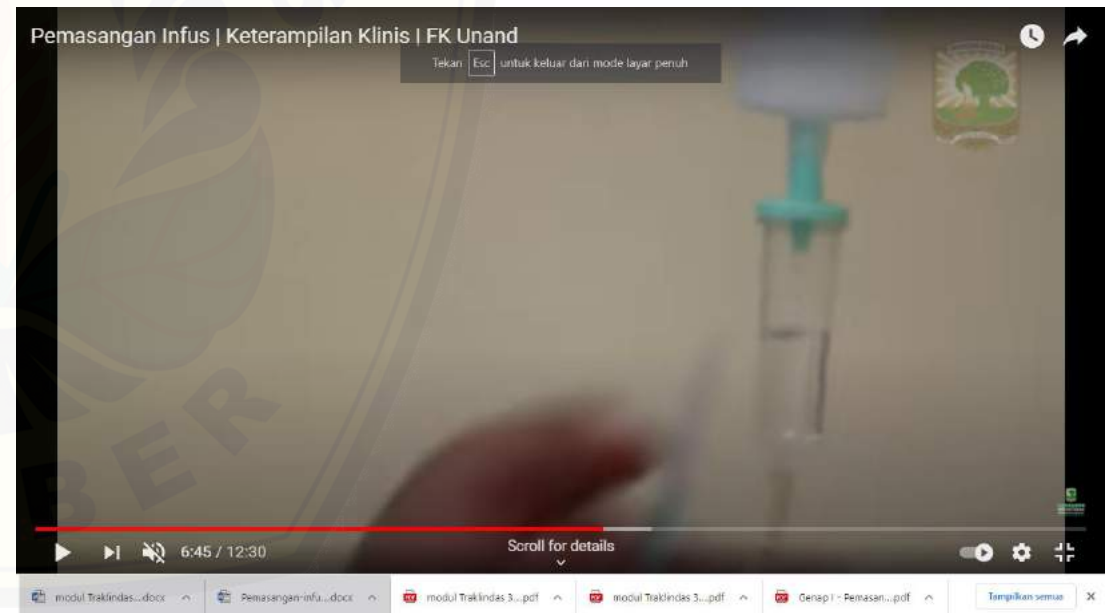 Pemasangan Infus | Keterampilan Klinis | FK Unand
Tekan Esc untuk keluar dari mode layar penuh
BER
6:45 / 12:30
Scroll for details
modul Traklindas...docx
Pemasangan-infu...docx
modul Traklindas 3....pdf
modul Traklindas 3....pdf
Genap I - Pemasan....pdf
Tampilkan semua